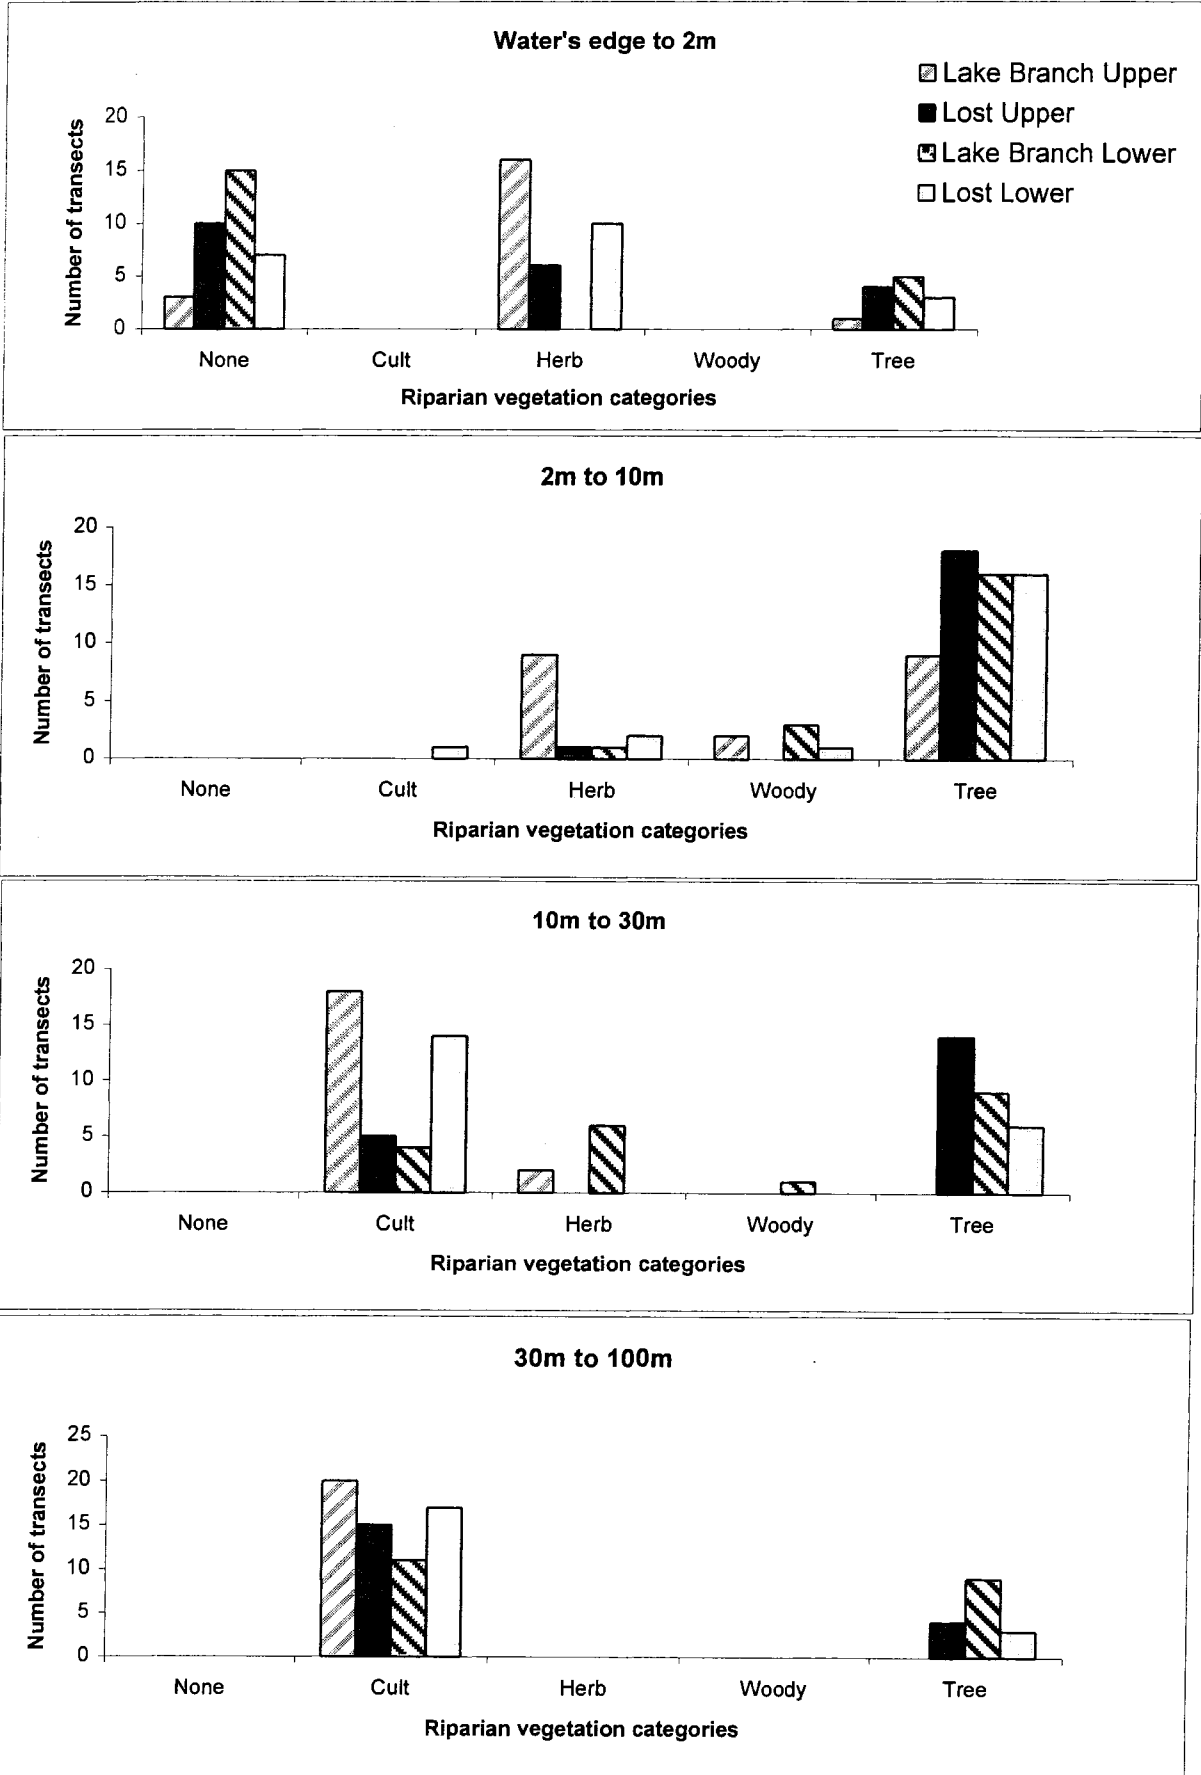 Water's edge to 2m
Lake Branch Upper
Lost Upper
Lake Branch Lower
Lost Lower
Number of transects
20
15
10
5
0
None Cult Herb Woody Tree
Riparian vegetation categories
2m to 10m
Number of transects
20
15
10
5
0
None Cult Herb Woody Tree
Riparian vegetation categories
10m to 30m
Number of transects
20
15
10
5
0
None Cult Herb Woody Tree
Riparian vegetation categories
30m to 100m
Number of transects
25
20
15
10
5
0
None Cult Herb Woody Tree
Riparian vegetation categories